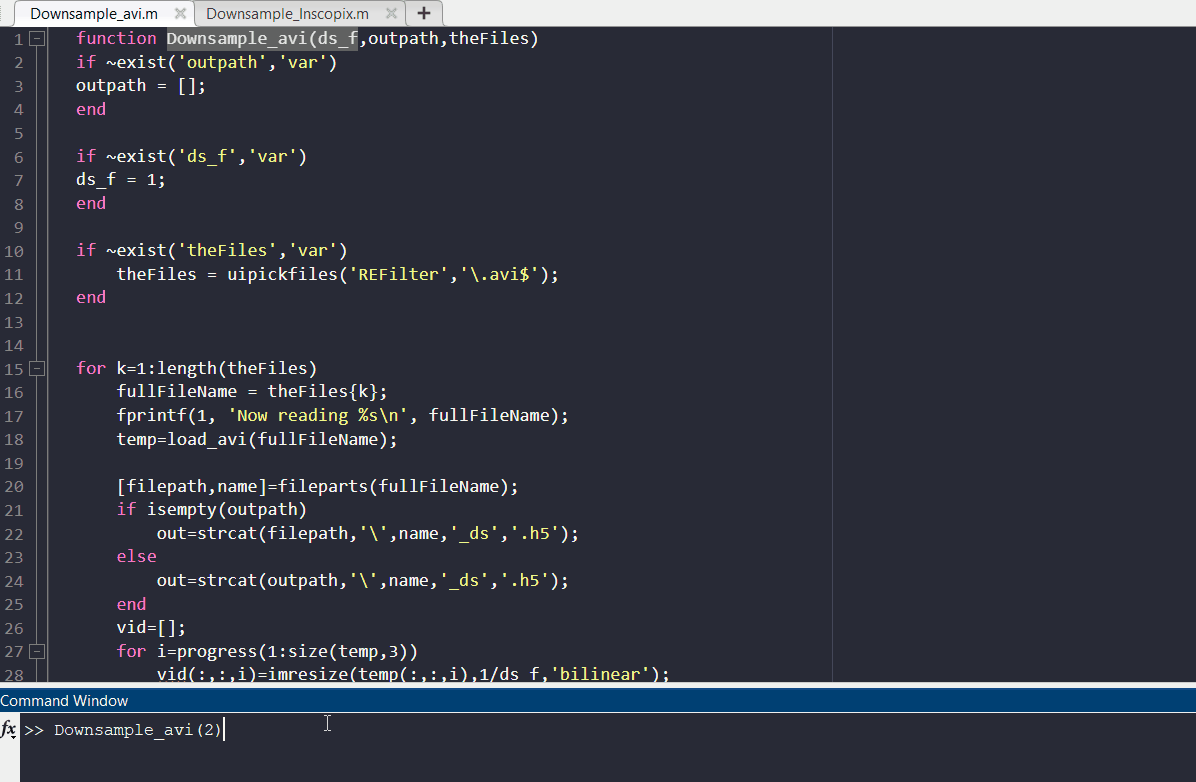 Downsample_avi.m × Downsample_Inscopix.m × +
1 function Downsample_avi(ds_f,outpath,theFiles)
2 if ~exist('outpath','var')
3 outpath = [];
4 end
5
6 if ~exist('ds_f','var')
7 ds_f = 1;
8 end
9
10 if ~exist('theFiles','var')
11 theFiles = uipickfiles('REFilter','\.avi$');
12 end
13
14
15 for k=1:length(theFiles)
16 fullFileName = theFiles{k};
17 fprintf(1, 'Now reading %s\n', fullFileName);
18 temp=load_avi(fullFileName);
19
20 [filepath,name]=fileparts(fullFileName);
21 if isempty(outpath)
22 out=strcat(filepath,'\',name,'_ds','.h5');
23 else
24 out=strcat(outpath,'\',name,'_ds','.h5');
25 end
26 vid=[];
27 for i=progress(1:size(temp,3))
28 vid(:,:,i)=imresize(temp(:,:,i),1/ds_f,'bilinear');
Command Window
fx >> Downsample_avi(2)